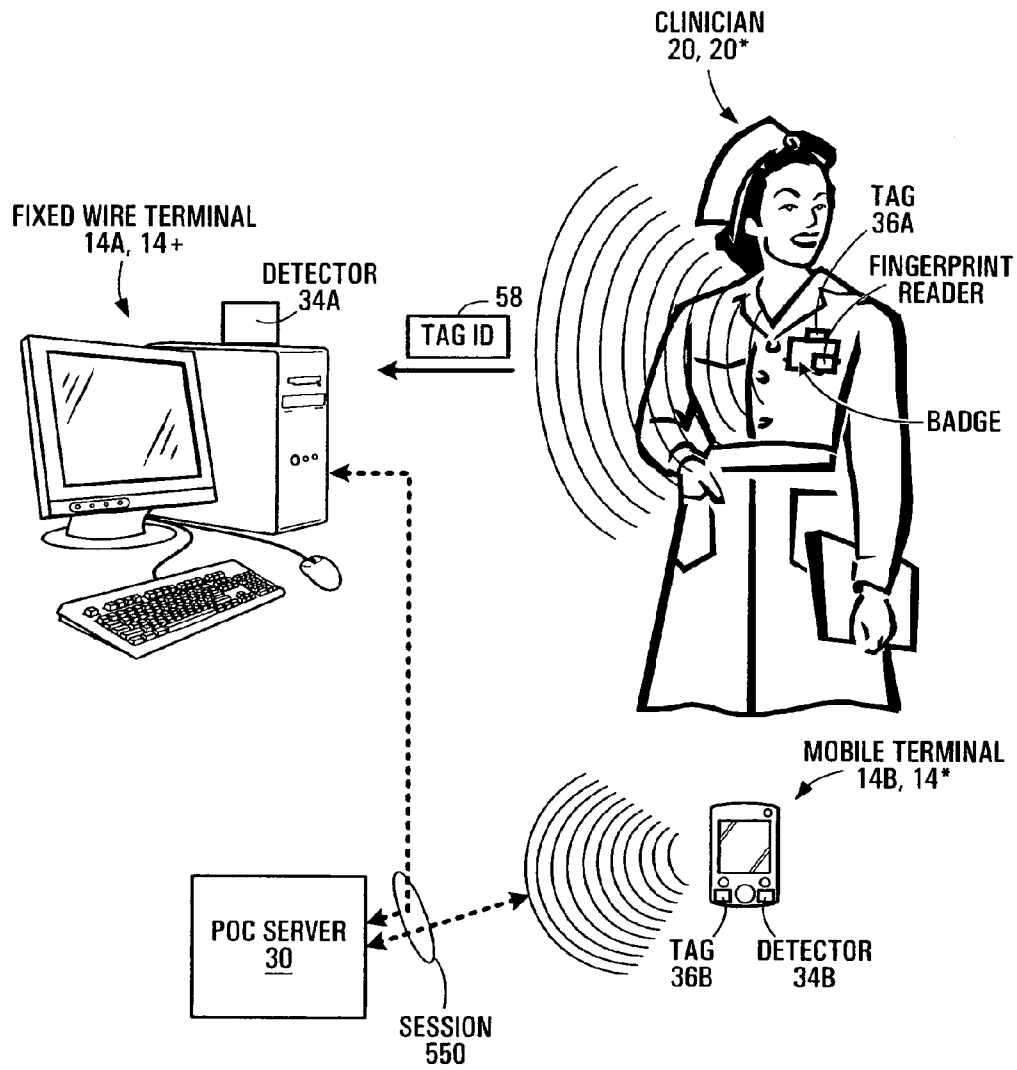 CLINICIAN
20, 20*
FIXED WIRE TERMINAL
14A, 14+
DETECTOR
34A
58
TAG ID
TAG
36A
FINGERPRINT
READER
BADGE
MOBILE TERMINAL
14B, 14*
POC SERVER
30
TAG
36B
DETECTOR
34B
SESSION
550